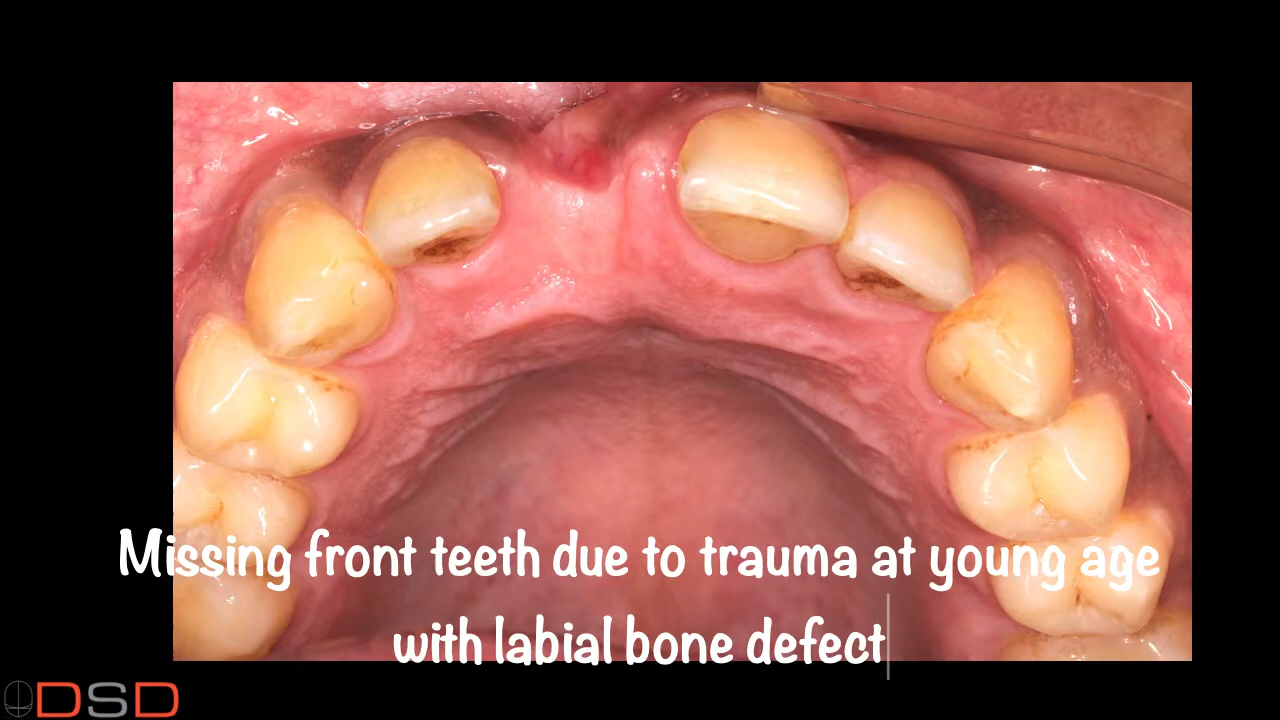 Missing front teeth due to trauma at young age
with labial bone defect
DSD